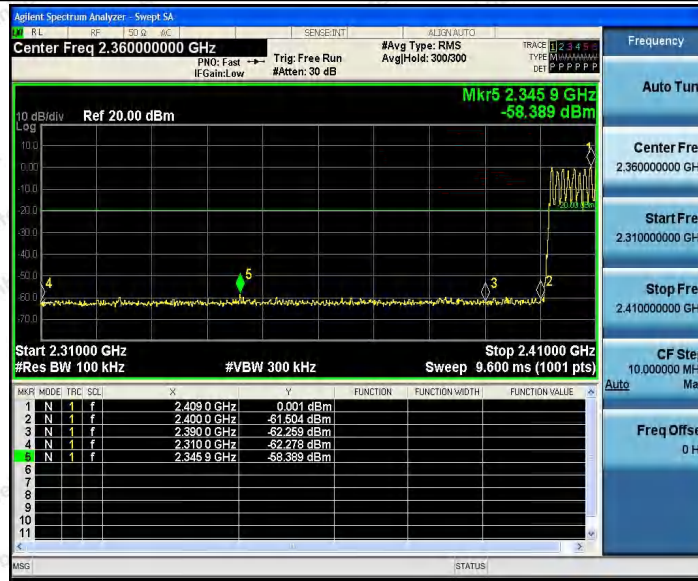 Agilent Spectrum Analyzer - Swept SA
RL RF 50 Ω AC SENSE:INT ALIGN AUTO
Center Freq 2.360000000 GHz
PNO: Fast
IFGain:Low
Trig: Free Run
#Atten: 30 dB
#Avg Type: RMS
Avg|Hold: 300/300
TRACE 1 2 3 4 5 6
TYPE M
DET P P P P P P
Mkr5 2.345 9 GHz
-58.389 dBm
10 dB/div Ref 20.00 dBm
Log
10.0
0.00
-10.0
-20.0
-30.0
-40.0
-50.0
-60.0
-70.0
1
4
5
3
2
Start 2.31000 GHz Stop 2.41000 GHz
#Res BW 100 kHz #VBW 300 kHz Sweep 9.600 ms (1001 pts)
MKR MODE TRC SCL X Y FUNCTION FUNCTION WIDTH FUNCTION VALUE
1 N 1 f 2.409 0 GHz 0.001 dBm
2 N 1 f 2.400 0 GHz -61.504 dBm
3 N 1 f 2.390 0 GHz -62.259 dBm
4 N 1 f 2.310 0 GHz -62.278 dBm
5 N 1 f 2.345 9 GHz -58.389 dBm
6
7
8
9
10
11
MSG STATUS
Frequency
Auto Tun
Center Fre
2.360000000 GH
Start Fre
2.310000000 GH
Stop Fre
2.410000000 GH
CF Ste
10.000000 MH
Auto Ma
Freq Offse
0 H